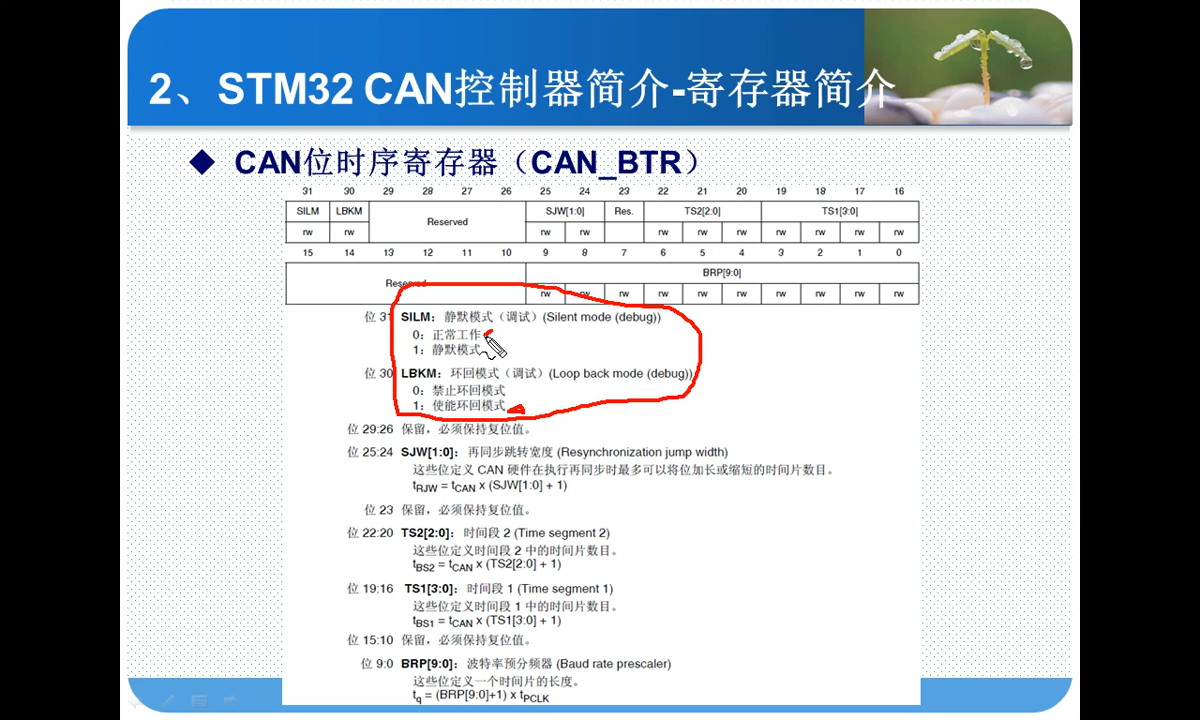 2、STM32 CAN控制器简介-寄存器简介
◆ CAN位时序寄存器（CAN_BTR）
31 30 29 28 27 26 25 24 23 22 21 20 19 18 17 16
SILM LBKM Reserved SJW[1:0] Res. TS2[2:0] TS1[3:0]
rw rw rw rw rw rw rw rw rw rw rw
15 14 13 12 11 10 9 8 7 6 5 4 3 2 1 0
Reserved BRP[9:0]
rw rw rw rw rw rw rw rw rw rw
位 31 SILM：静默模式（调试）(Silent mode (debug))
0：正常工作
1：静默模式
位 30 LBKM：环回模式（调试）(Loop back mode (debug))
0：禁止环回模式
1：使能环回模式
位 29:26 保留，必须保持复位值。
位 25:24 SJW[1:0]：再同步跳转宽度 (Resynchronization jump width)
这些位定义 CAN 硬件在执行再同步时最多可以将位加长或缩短的时间片数目。
tRJW = tCAN x (SJW[1:0] + 1)
位 23 保留，必须保持复位值。
位 22:20 TS2[2:0]：时间段 2 (Time segment 2)
这些位定义时间段 2 中的时间片数目。
tBS2 = tCAN x (TS2[2:0] + 1)
位 19:16 TS1[3:0]：时间段 1 (Time segment 1)
这些位定义时间段 1 中的时间片数目。
tBS1 = tCAN x (TS1[3:0] + 1)
位 15:10 保留，必须保持复位值。
位 9:0 BRP[9:0]：波特率预分频器 (Baud rate prescaler)
这些位定义一个时间片的长度。
tq = (BRP[9:0]+1) x tPCLK